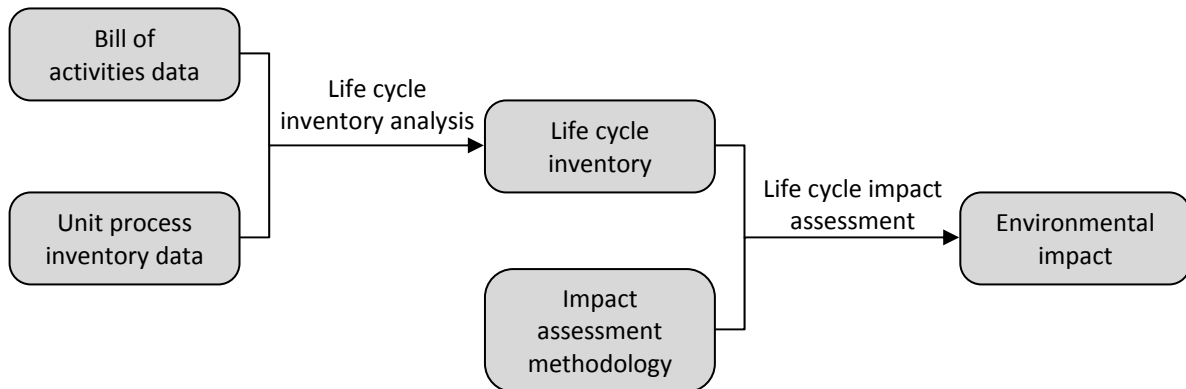 Bill of
activities data
Life cycle
inventory analysis
Life cycle
inventory
Unit process
inventory data
Life cycle impact
assessment
Environmental
impact
Impact
assessment
methodology